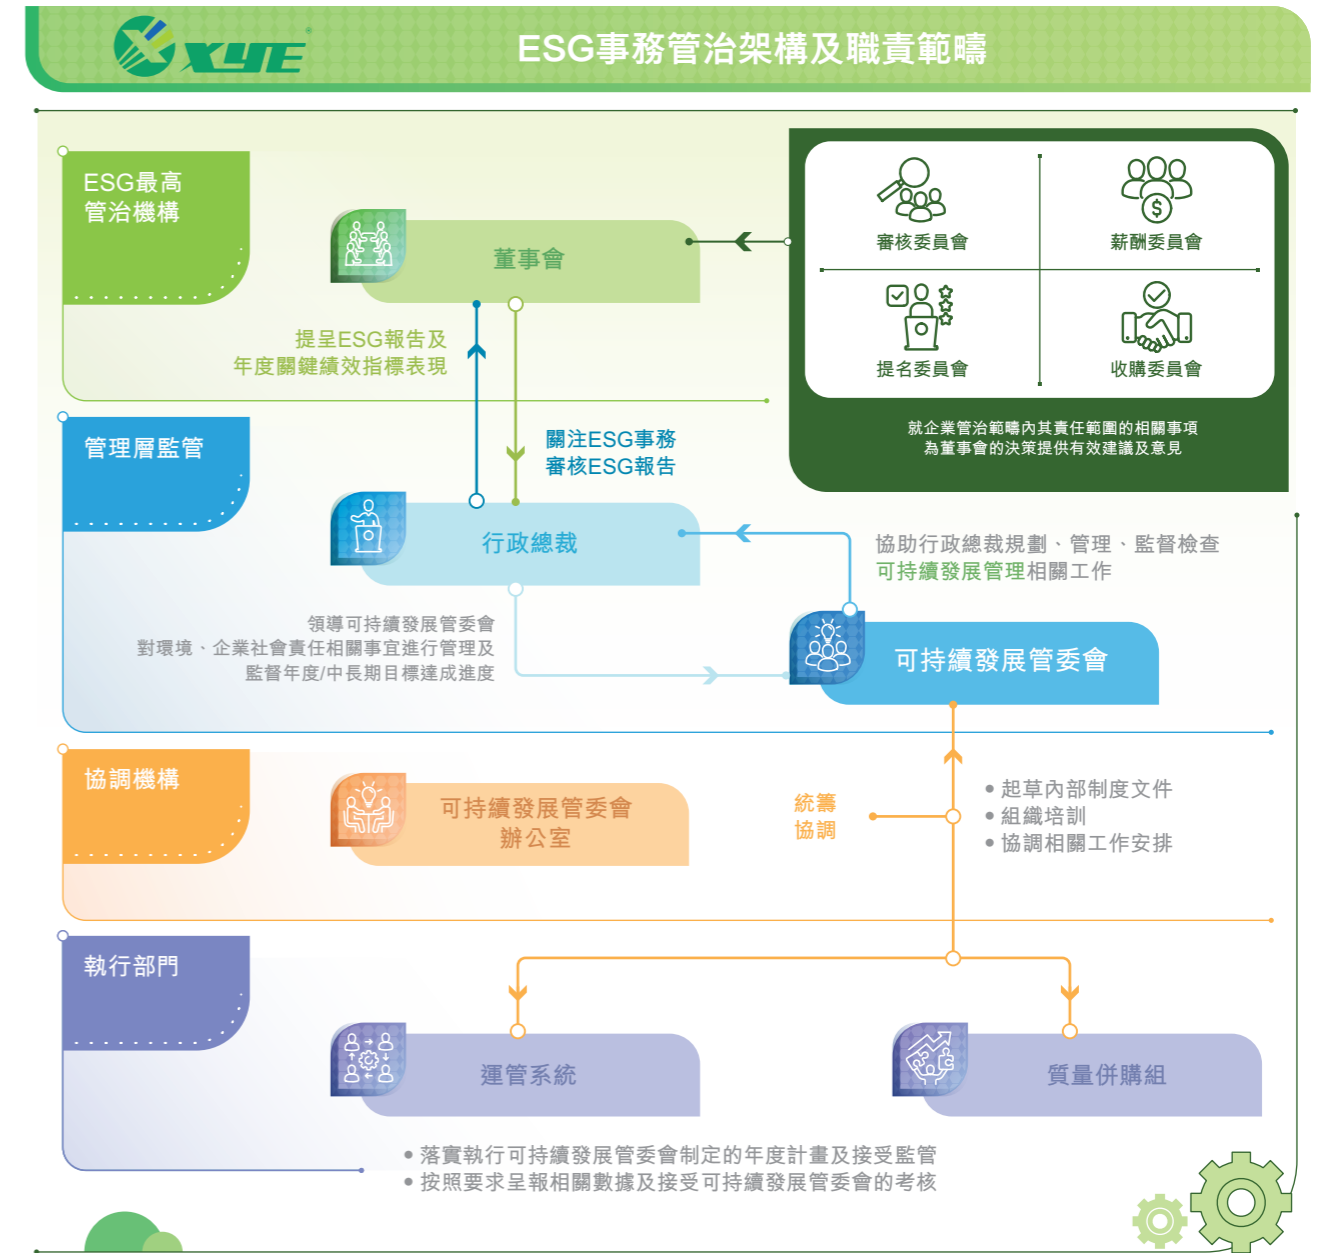 XYE®
ESG事務管治架構及職責範疇
ESG最高
管治機構
董事會
審核委員會
薪酬委員會
提名委員會
收購委員會
就企業管治範疇內其責任範圍的相關事項
為董事會的決策提供有效建議及意見
提呈ESG報告及
年度關鍵績效指標表現
關注ESG事務
審核ESG報告
管理層監管
行政總裁
協助行政總裁規劃、管理、監督檢查
可持續發展管理相關工作
領導可持續發展管委會
對環境、企業社會責任相關事宜進行管理及
監督年度/中長期目標達成進度
可持續發展管委會
協調機構
可持續發展管委會
辦公室
統籌
協調
• 起草內部制度文件
• 組織培訓
• 協調相關工作安排
執行部門
運管系統
質量併購組
• 落實執行可持續發展管委會制定的年度計畫及接受監管
• 按照要求呈報相關數據及接受可持續發展管委會的考核